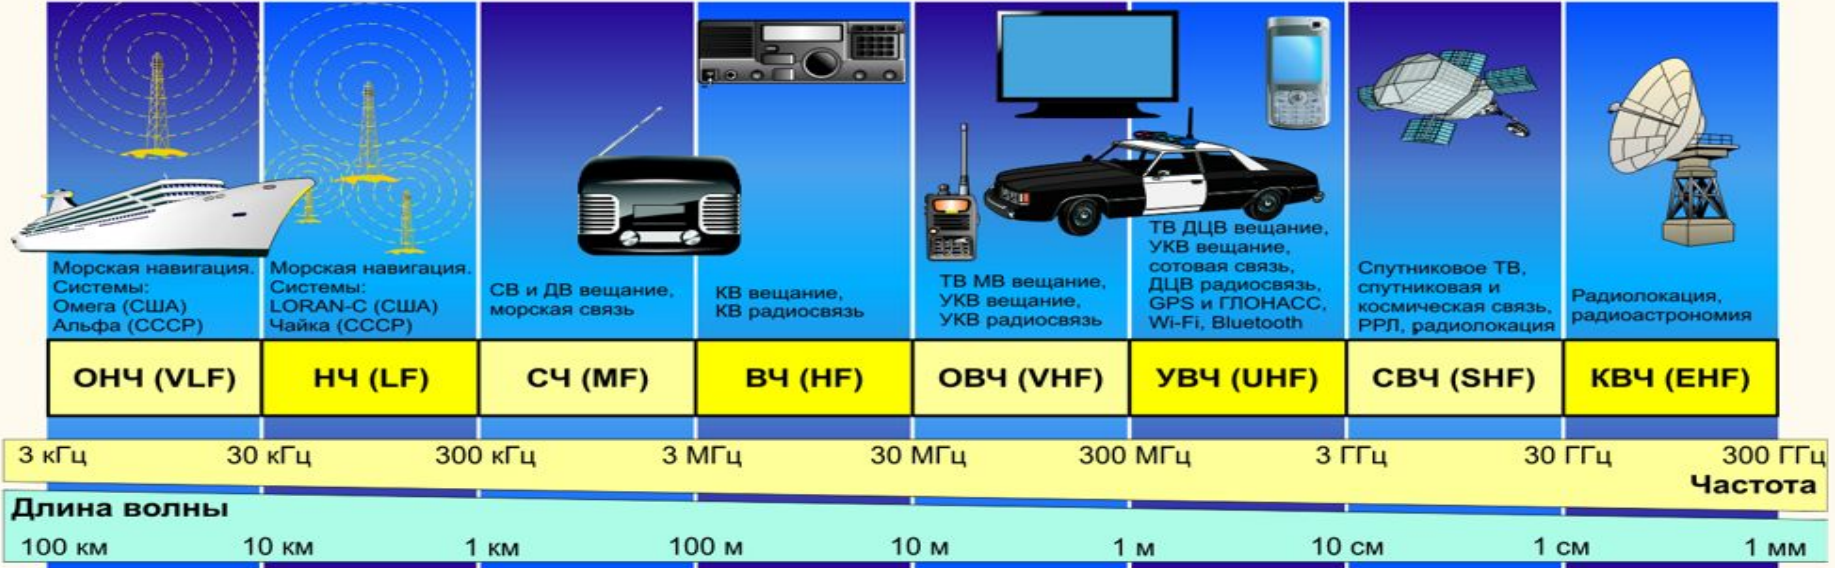 Морская навигация.
Системы:
Омега (США)
Альфа (СССР)
Морская навигация.
Системы:
LORAN-C (США)
Чайка (СССР)
СВ и ДВ вещание,
морская связь
КВ вещание,
КВ радиосвязь
ТВ МВ вещание,
УКВ вещание,
УКВ радиосвязь
ТВ ДЦВ вещание,
УКВ вещание,
сотовая связь,
ДЦВ радиосвязь,
GPS и ГЛОНАСС,
Wi-Fi, Bluetooth
Спутниковое ТВ,
спутниковая и
космическая связь,
РРЛ, радиолокация
Радиолокация,
радиоастрономия
ОНЧ (VLF) НЧ (LF) СЧ (MF) ВЧ (HF) ОВЧ (VHF) УВЧ (UHF) СВЧ (SHF) КВЧ (EHF)
3 кГц 30 кГц 300 кГц 3 МГц 30 МГц 300 МГц 3 ГГц 30 ГГц 300 ГГц
Частота
Длина волны
100 км 10 км 1 км 100 м 10 м 1 м 10 см 1 см 1 мм